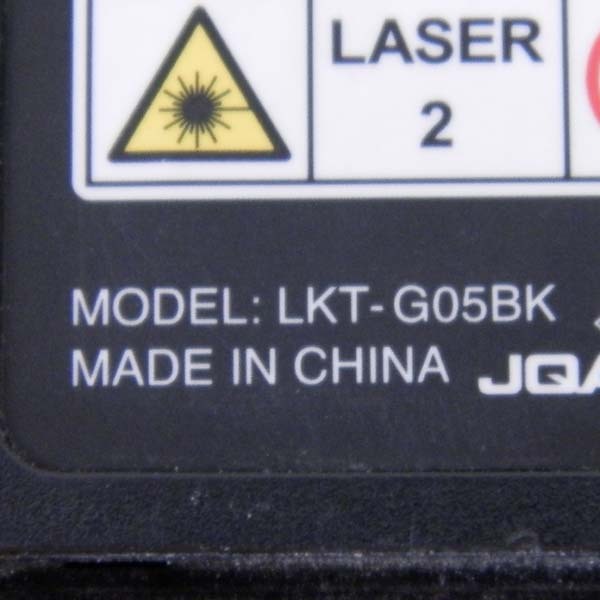 LASER
2
MODEL: LKT-G05BK
MADE IN CHINA